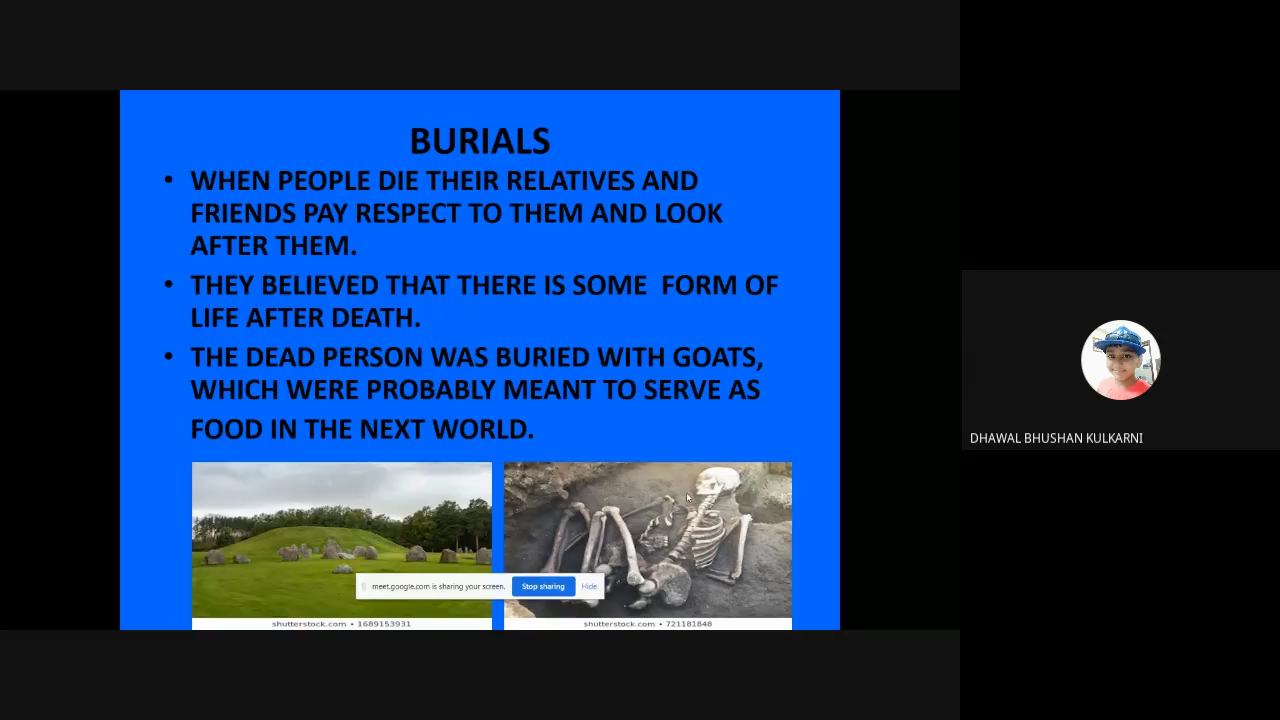 BURIALS
• WHEN PEOPLE DIE THEIR RELATIVES AND
FRIENDS PAY RESPECT TO THEM AND LOOK
AFTER THEM.
• THEY BELIEVED THAT THERE IS SOME  FORM OF
LIFE AFTER DEATH.
• THE DEAD PERSON WAS BURIED WITH GOATS,
WHICH WERE PROBABLY MEANT TO SERVE AS
FOOD IN THE NEXT WORLD.
meet.google.com is sharing your screen. Stop sharing Hide
shutterstock.com • 1689153931
shutterstock.com • 721181848
DHAWAL BHUSHAN KULKARNI